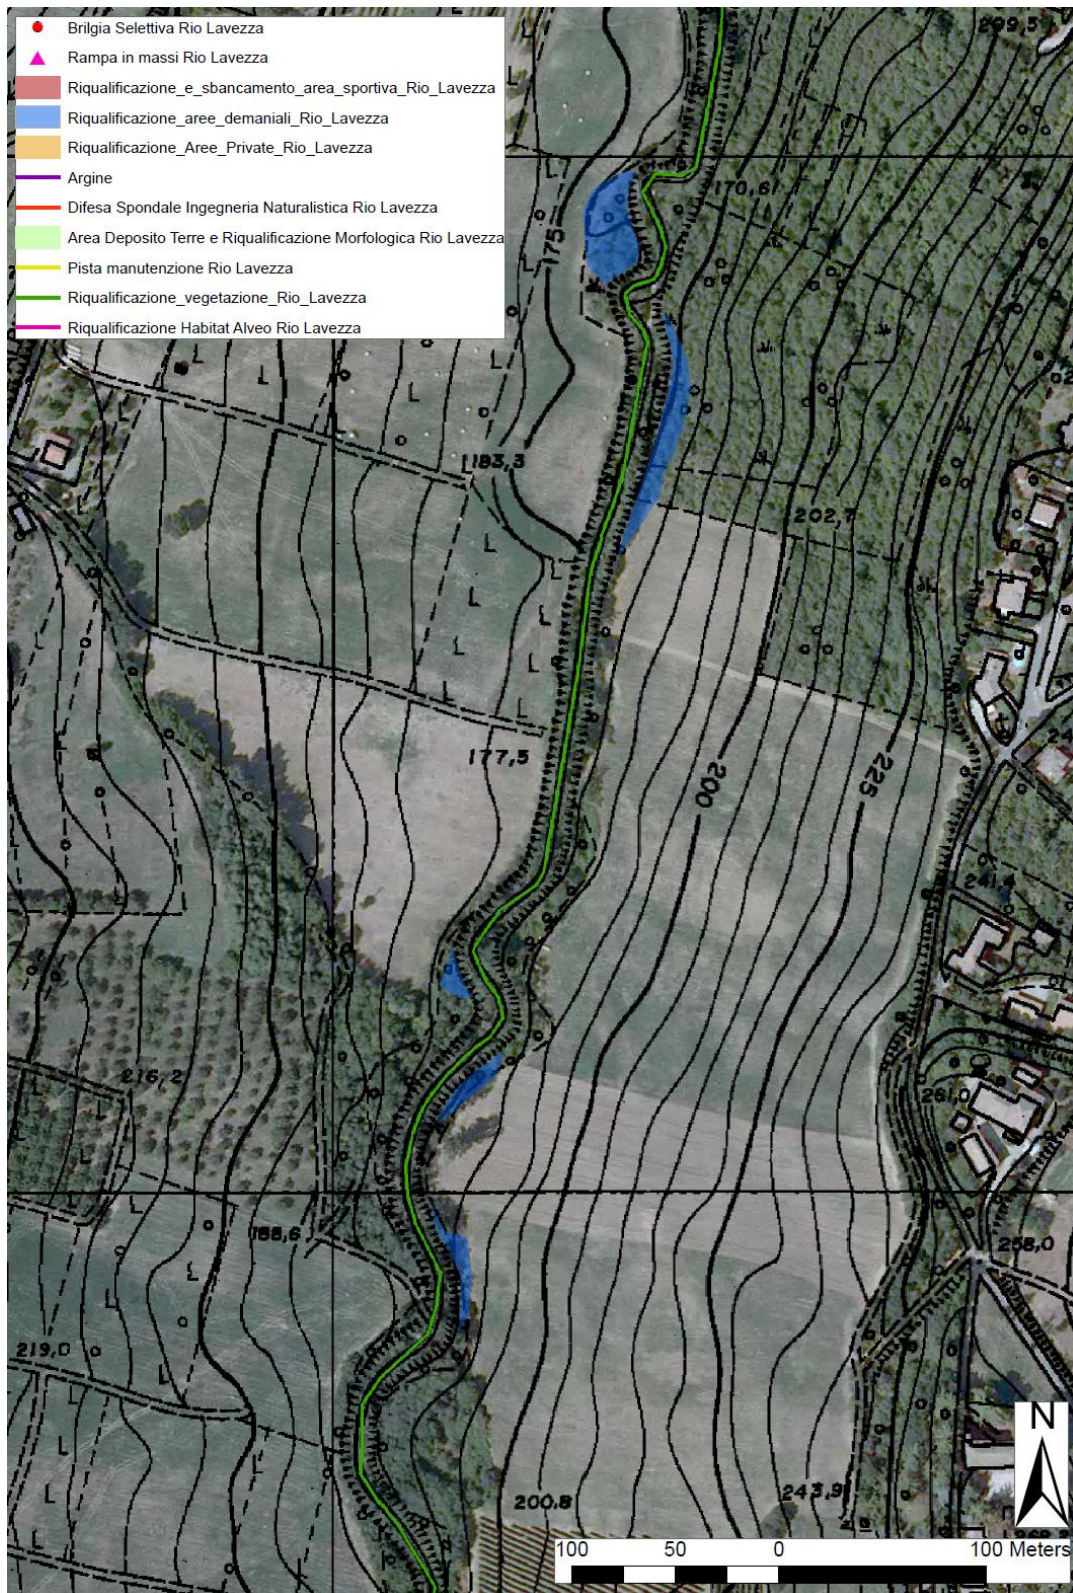 Brilgia Selettiva Rio Lavezza
Rampa in massi Rio Lavezza
Riqualificazione_e_sbancamento_area_sportiva_Rio_Lavezza
Riqualificazione_aree_demaniali_Rio_Lavezza
Riqualificazione_Aree_Private_Rio_Lavezza
Argine
Difesa Spondale Ingegneria Naturalistica Rio Lavezza
Area Deposito Terre e Riqualificazione Morfologica Rio Lavezza
Pista manutenzione Rio Lavezza
Riqualificazione_vegetazione_Rio_Lavezza
Riqualificazione Habitat Alveo Rio Lavezza
209,5
170,6
175
183,3
202,7
177,5
200
225
241,4
216,2
261,0
188,6
258,0
219,0
200,8
243,9
N
100 50 0 100 Meters